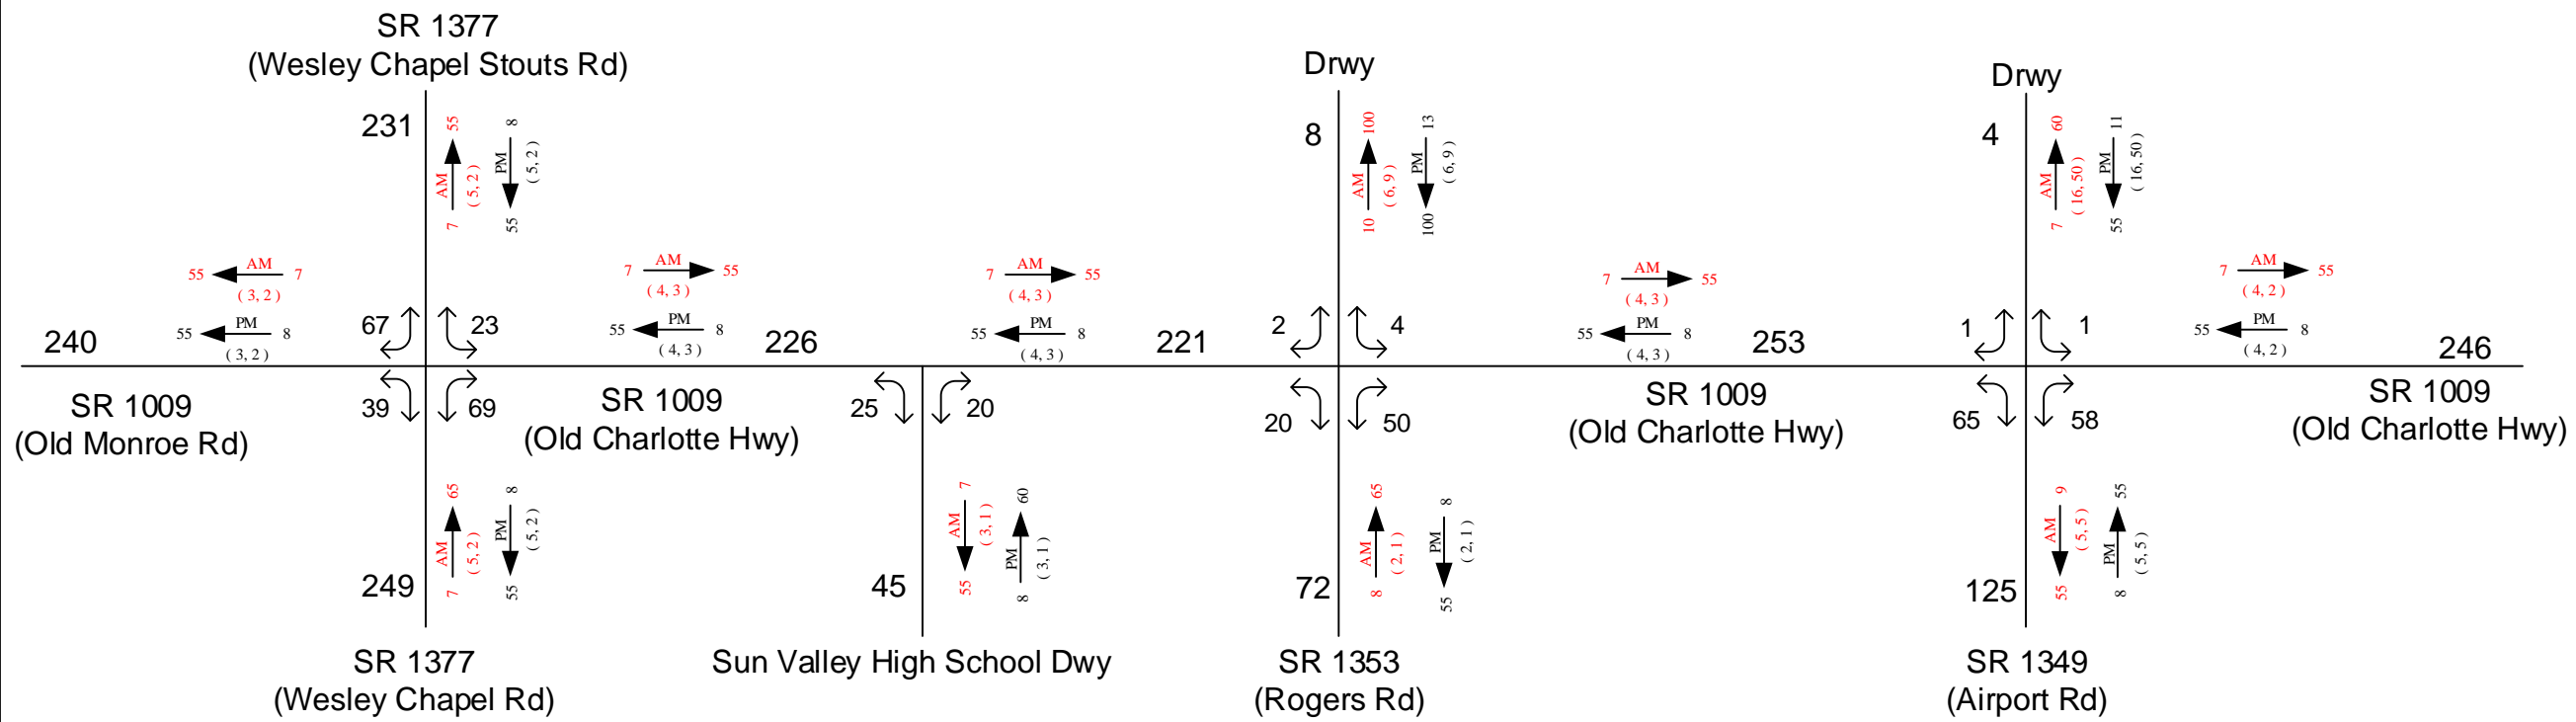 SR 1377
(Wesley Chapel Stouts Rd)
Drwy
Drwy
231
55
AM
(5, 2)
7
8
PM
(5, 2)
55
8
100
AM
(6, 9)
10
13
PM
(6, 9)
100
4
60
AM
(16, 50)
7
11
PM
(16, 50)
55
55 AM 7
(3, 2)
55 PM 8
(3, 2)
7 AM 55
(4, 3)
55 PM 8
(4, 3)
7 AM 55
(4, 3)
55 PM 8
(4, 3)
7 AM 55
(4, 3)
55 PM 8
(4, 3)
7 AM 55
(4, 2)
55 PM 8
(4, 2)
240
67
23
226
221
2
4
253
1
1
246
SR 1009
(Old Monroe Rd)
39
69
SR 1009
(Old Charlotte Hwy)
25
20
20
50
SR 1009
(Old Charlotte Hwy)
65
58
SR 1009
(Old Charlotte Hwy)
249
65
AM
(5, 2)
7
8
PM
(5, 2)
55
45
7
AM
(3, 1)
55
60
PM
(3, 1)
8
72
65
AM
(2, 1)
8
8
PM
(2, 1)
55
125
9
AM
(5, 5)
55
55
PM
(5, 5)
8
SR 1377
(Wesley Chapel Rd)
Sun Valley High School Dwy
SR 1353
(Rogers Rd)
SR 1349
(Airport Rd)